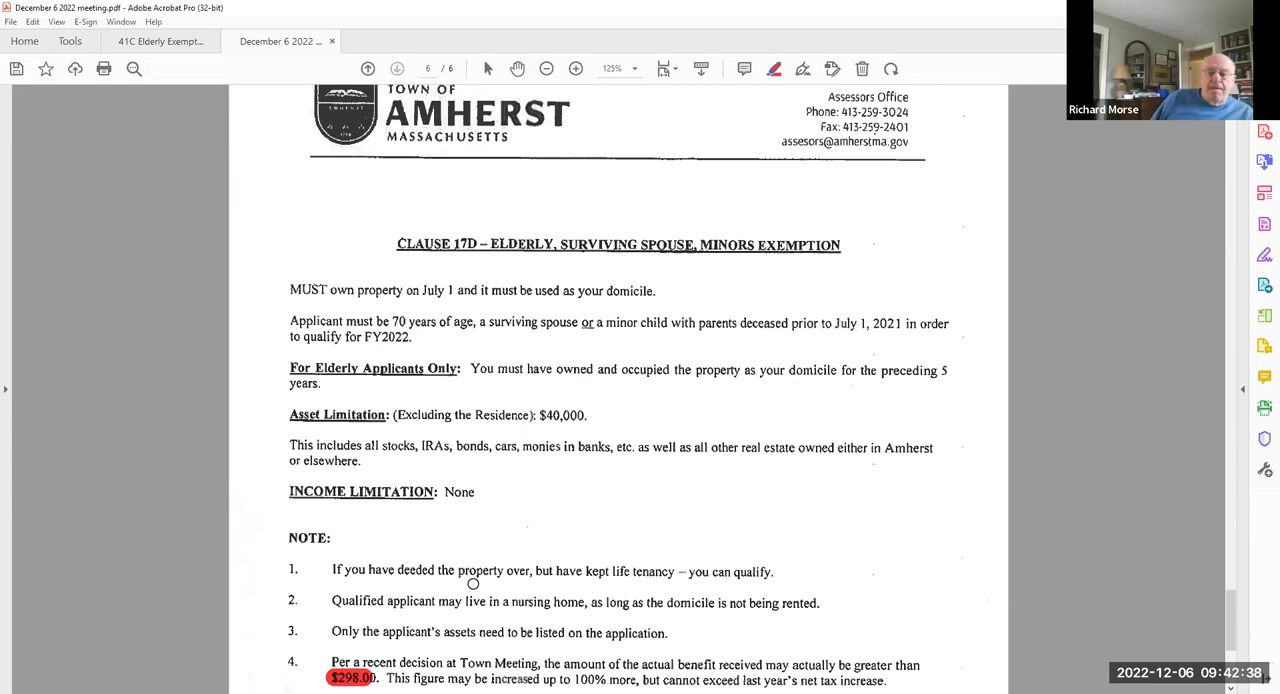 December 6 2022 meeting.pdf - Adobe Acrobat Pro (32-bit)
File Edit View E-Sign Window Help
Home Tools 41C Elderly Exempt... December 6 2022 ... ×
6 / 6 125%
Richard Morse
TOWN OF
AMHERST
MASSACHUSETTS
Assessors Office
Phone: 413-259-3024
Fax: 413-259-2401
assesors@amherstma.gov
CLAUSE 17D – ELDERLY, SURVIVING SPOUSE, MINORS EXEMPTION
MUST own property on July 1 and it must be used as your domicile.
Applicant must be 70 years of age, a surviving spouse or a minor child with parents deceased prior to July 1, 2021 in order
to qualify for FY2022.
For Elderly Applicants Only: You must have owned and occupied the property as your domicile for the preceding 5
years.
Asset Limitation: (Excluding the Residence): $40,000.
This includes all stocks, IRAs, bonds, cars, monies in banks, etc. as well as all other real estate owned either in Amherst
or elsewhere.
INCOME LIMITATION: None
NOTE:
1. If you have deeded the property over, but have kept life tenancy – you can qualify.
2. Qualified applicant may live in a nursing home, as long as the domicile is not being rented.
3. Only the applicant's assets need to be listed on the application.
4. Per a recent decision at Town Meeting, the amount of the actual benefit received may actually be greater than
$298.00. This figure may be increased up to 100% more, but cannot exceed last year's net tax increase.
2022-12-06 09:42:38